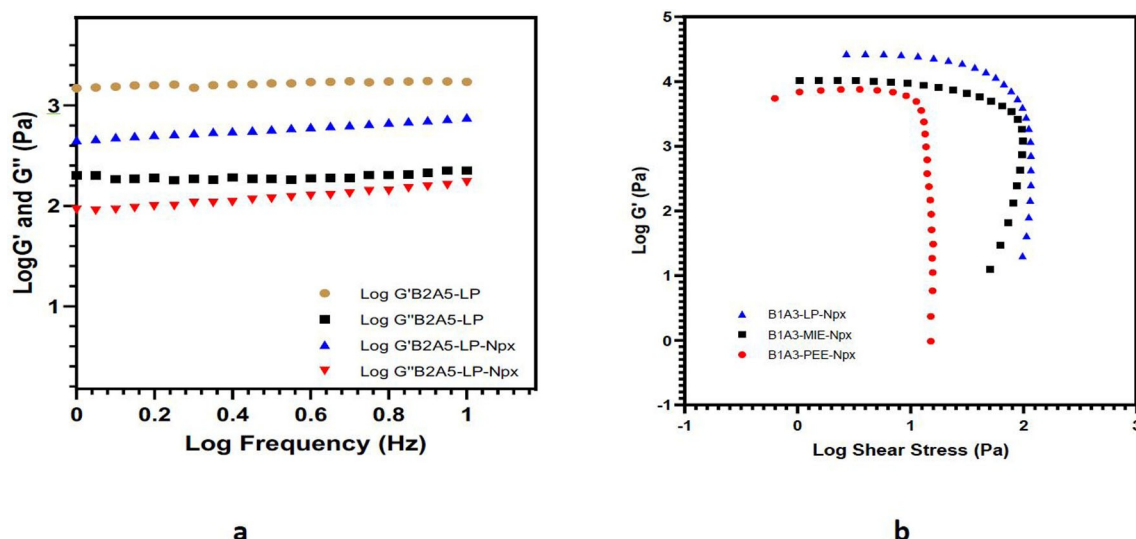 3
2
1
0
0.2
0.4
0.6
0.8
1
LogG' and G'' (Pa)
Log Frequency (Hz)
Log G'B2A5-LP
Log G''B2A5-LP
Log G'B2A5-LP-Npx
Log G''B2A5-LP-Npx
a
5
4
3
2
1
0
-1
-1
0
1
2
3
Log G' (Pa)
Log Shear Stress (Pa)
B1A3-LP-Npx
B1A3-MIE-Npx
B1A3-PEE-Npx
b